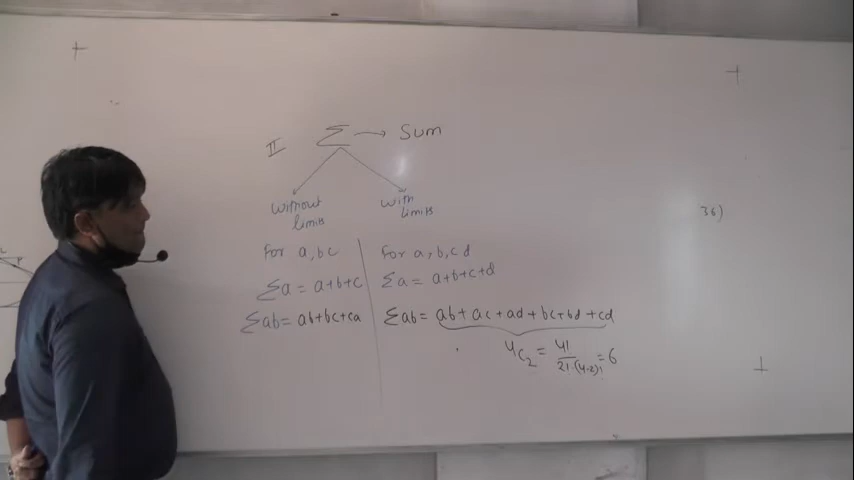 II Σ → Sum
without limits
with limits
For a, b c
Σa = a+b+c
Σab = ab+bc+ca
For a, b, c d
Σa = a+b+c+d
Σab = ab+ac+ad+bc+bd+cd
4C2 = 4!/2!·(4-2)! = 6
36)